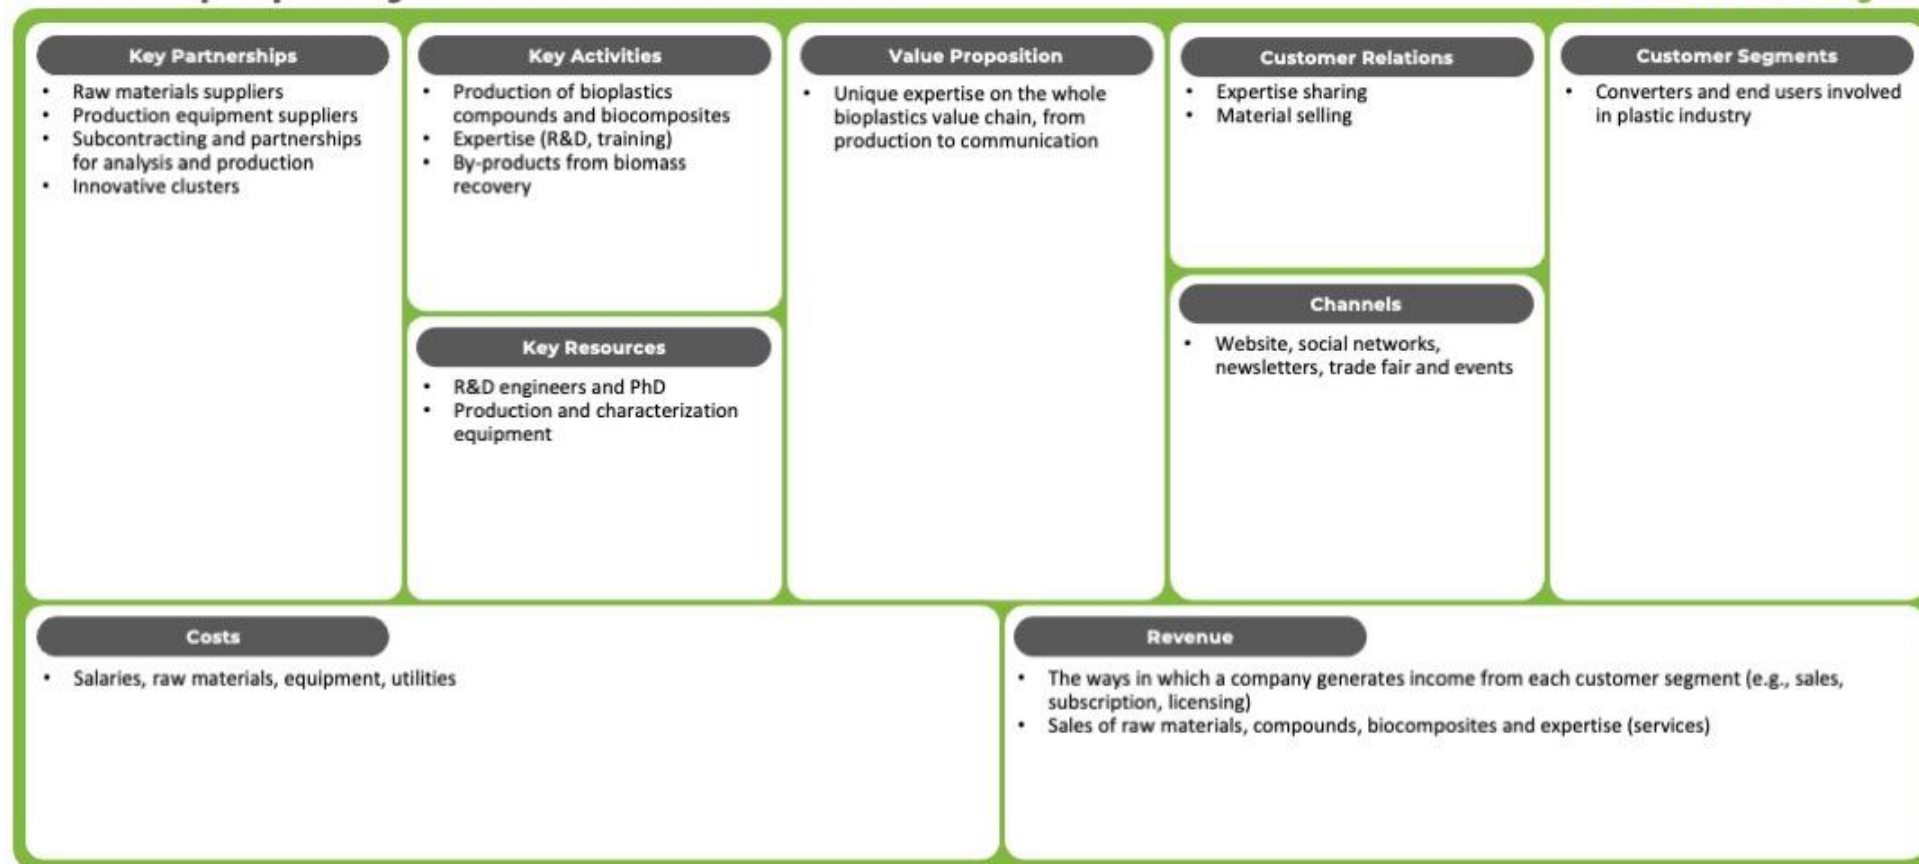 Key Partnerships
• Raw materials suppliers
• Production equipment suppliers
• Subcontracting and partnerships
for analysis and production
• Innovative clusters
Key Activities
• Production of bioplastics
compounds and biocomposites
• Expertise (R&D, training)
• By-products from biomass
recovery
Key Resources
• R&D engineers and PhD
• Production and characterization
equipment
Value Proposition
• Unique expertise on the whole
bioplastics value chain, from
production to communication
Customer Relations
• Expertise sharing
• Material selling
Channels
• Website, social networks,
newsletters, trade fair and events
Customer Segments
• Converters and end users involved
in plastic industry
Costs
• Salaries, raw materials, equipment, utilities
Revenue
• The ways in which a company generates income from each customer segment (e.g., sales,
subscription, licensing)
• Sales of raw materials, compounds, biocomposites and expertise (services)